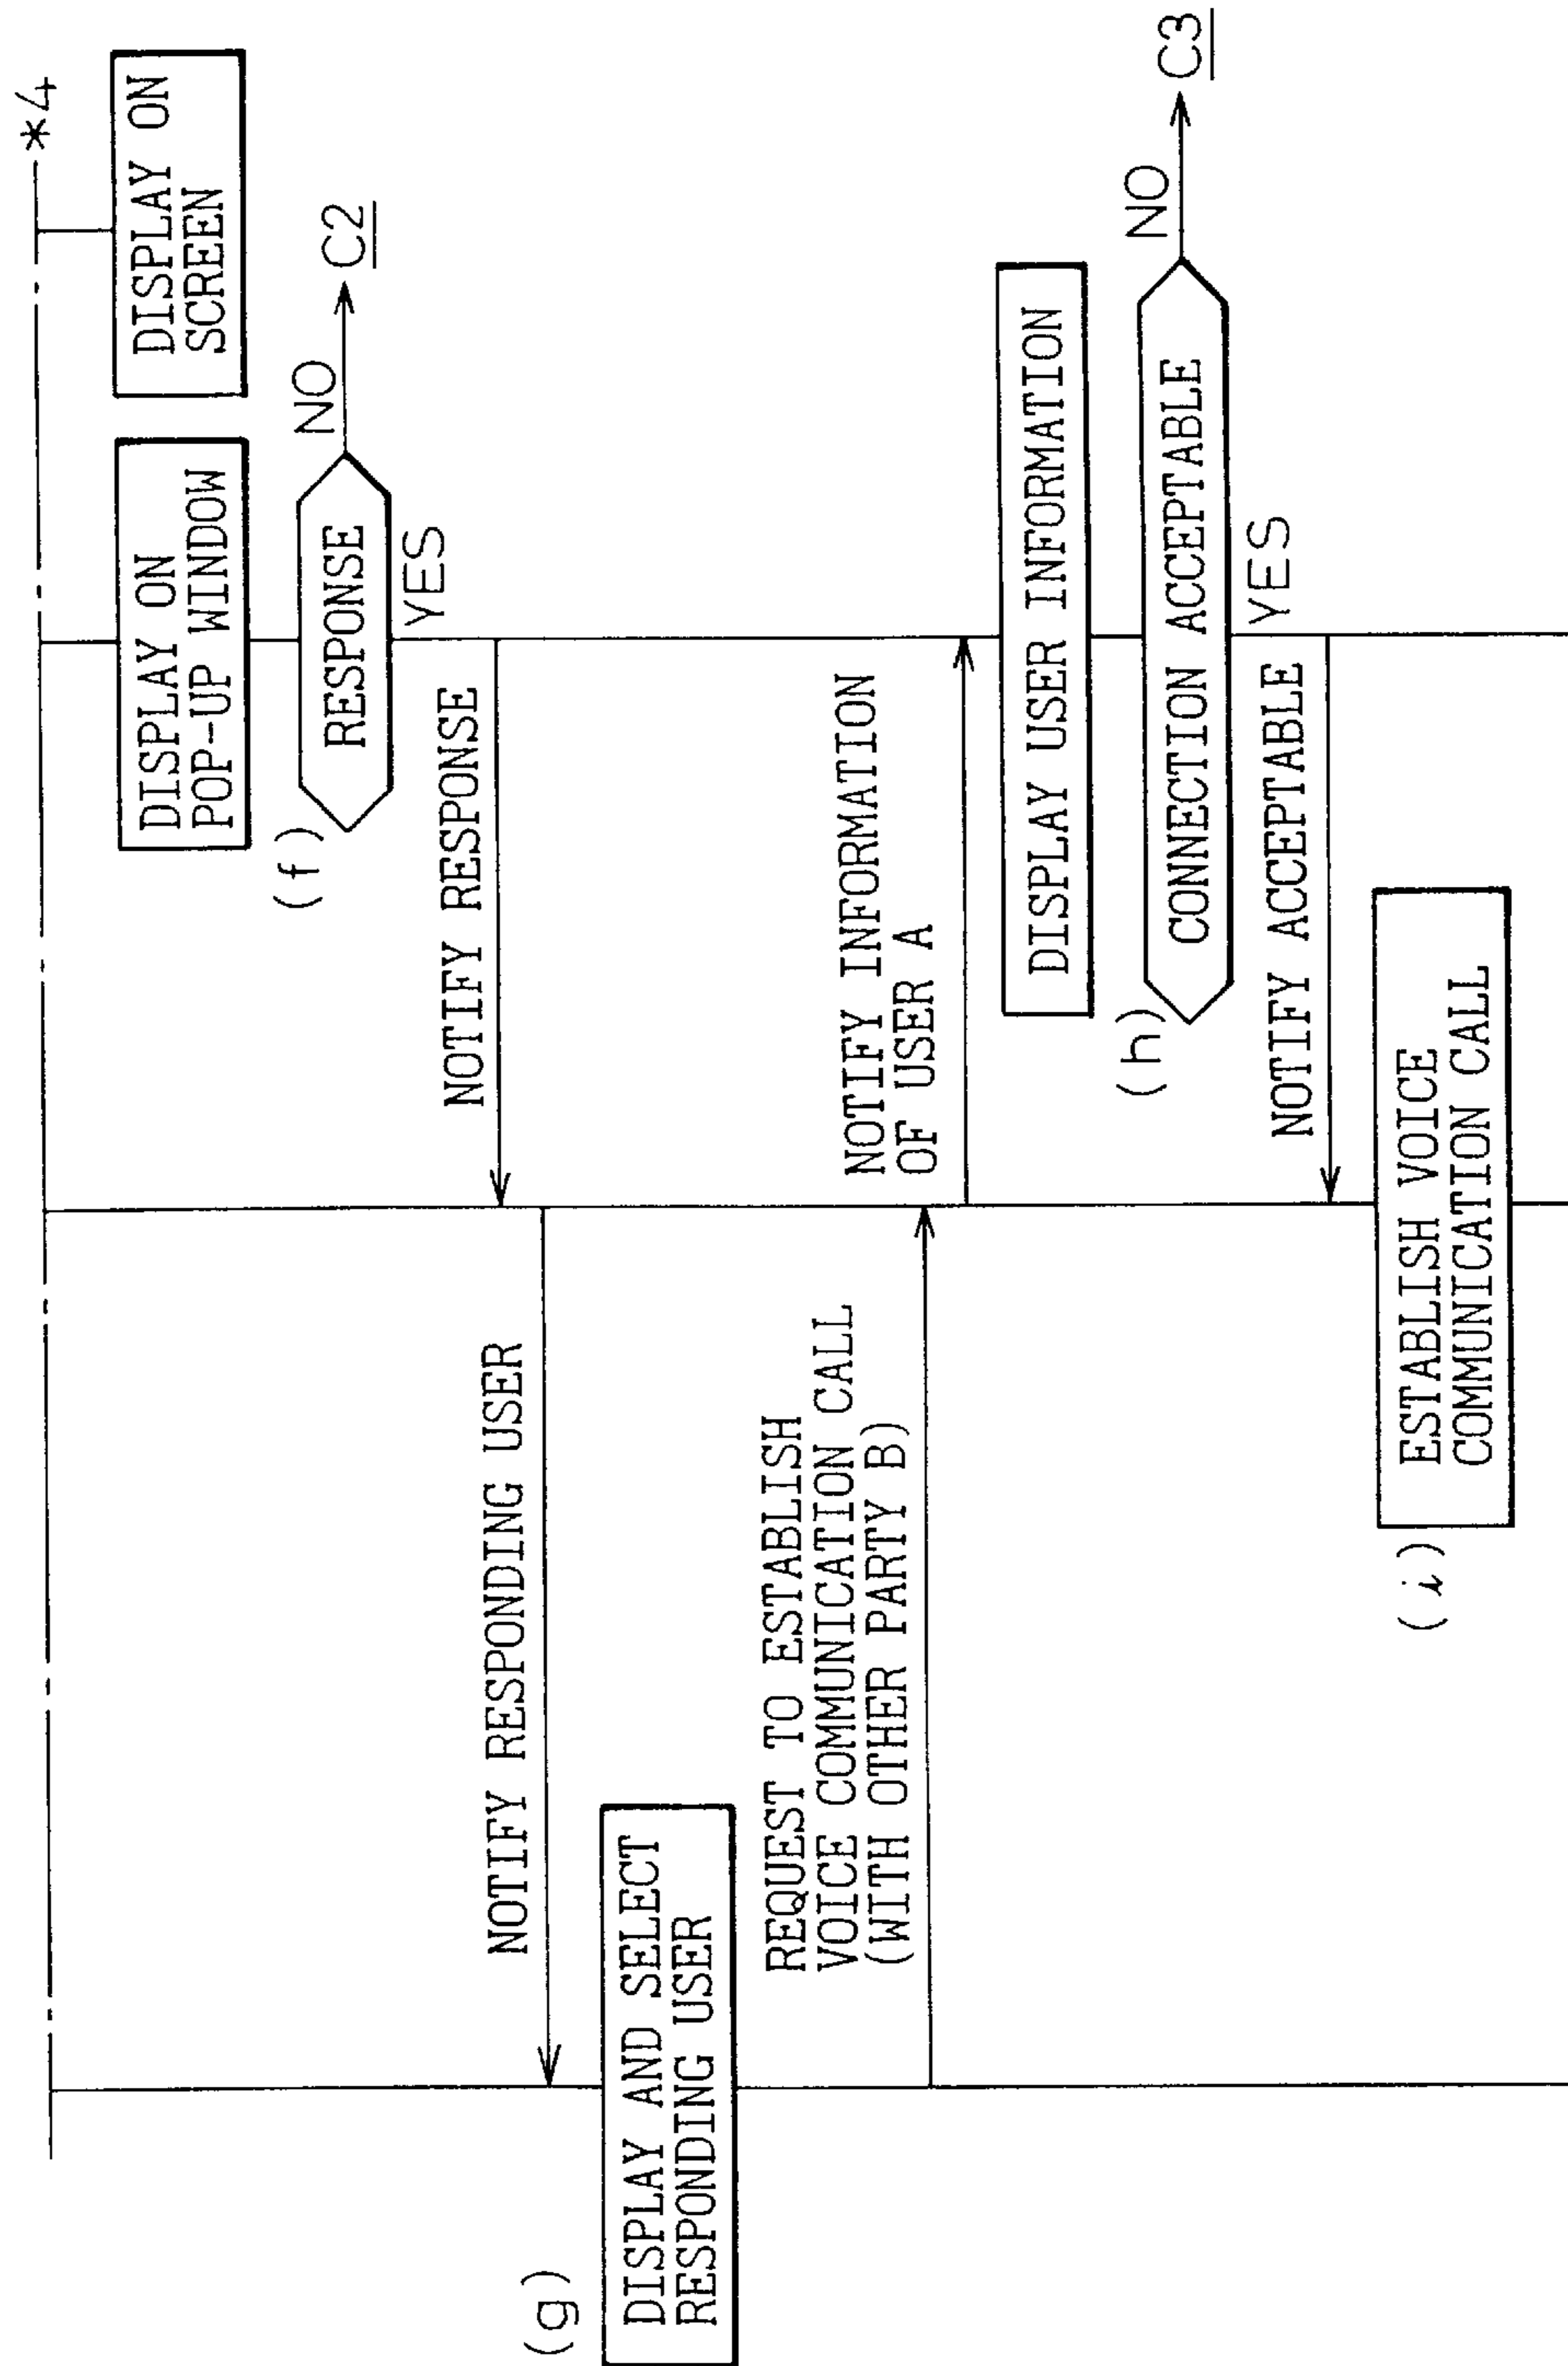 *4
DISPLAY ON
POP-UP WINDOW
DISPLAY ON
SCREEN
(f)
RESPONSE
NO
C2
YES
NOTIFY RESPONSE
NOTIFY RESPONDING USER
(g)
DISPLAY AND SELECT
RESPONDING USER
REQUEST TO ESTABLISH
VOICE COMMUNICATION CALL
(WITH OTHER PARTY B)
NOTIFY INFORMATION
OF USER A
DISPLAY USER INFORMATION
(h)
CONNECTION ACCEPTABLE
NO
C3
YES
NOTIFY ACCEPTABLE
(i)
ESTABLISH VOICE
COMMUNICATION CALL